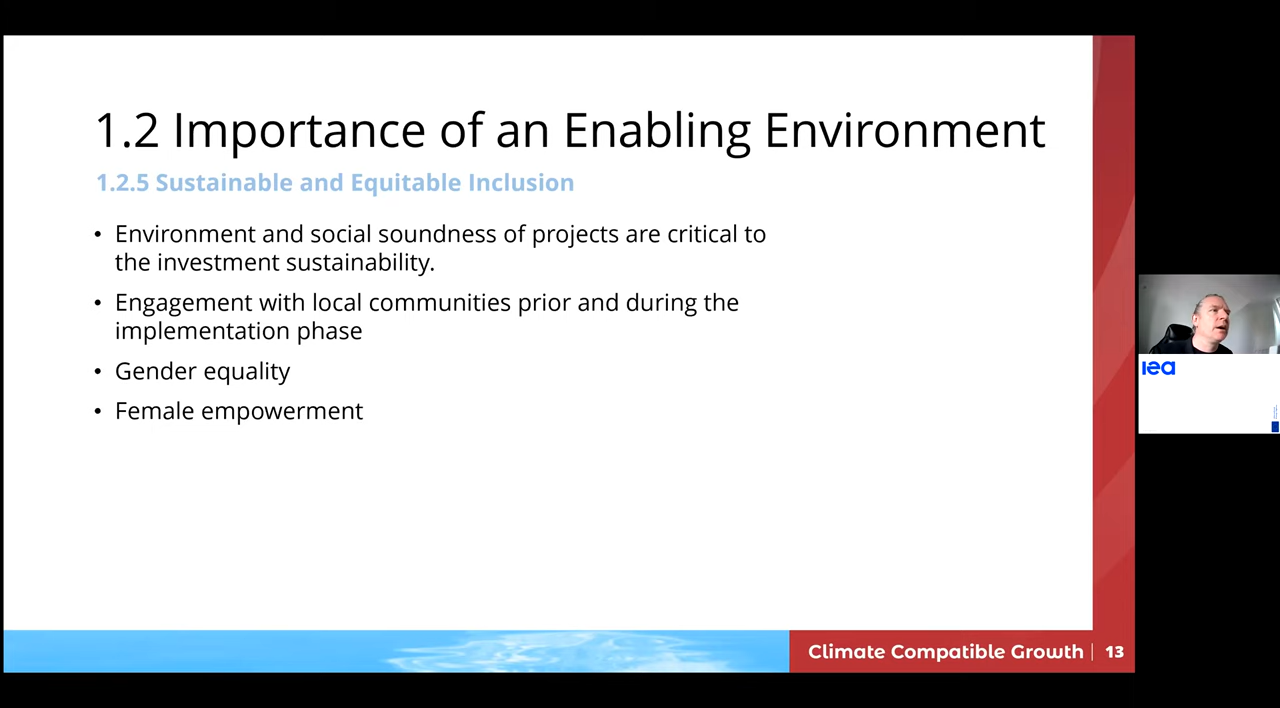 1.2 Importance of an Enabling Environment
1.2.5 Sustainable and Equitable Inclusion
• Environment and social soundness of projects are critical to
the investment sustainability.
• Engagement with local communities prior and during the
implementation phase
• Gender equality
• Female empowerment
iea
Climate Compatible Growth | 13